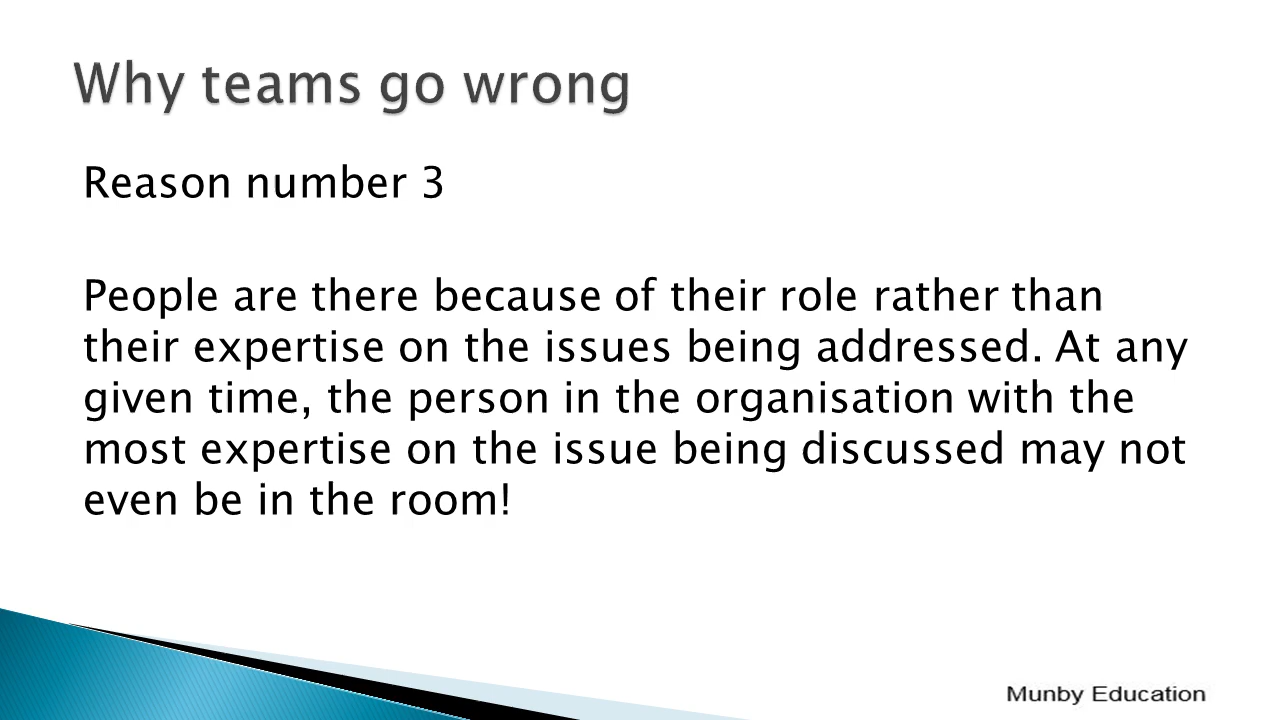 Why teams go wrong
Reason number 3
People are there because of their role rather than
their expertise on the issues being addressed. At any
given time, the person in the organisation with the
most expertise on the issue being discussed may not
even be in the room!
Munby Education